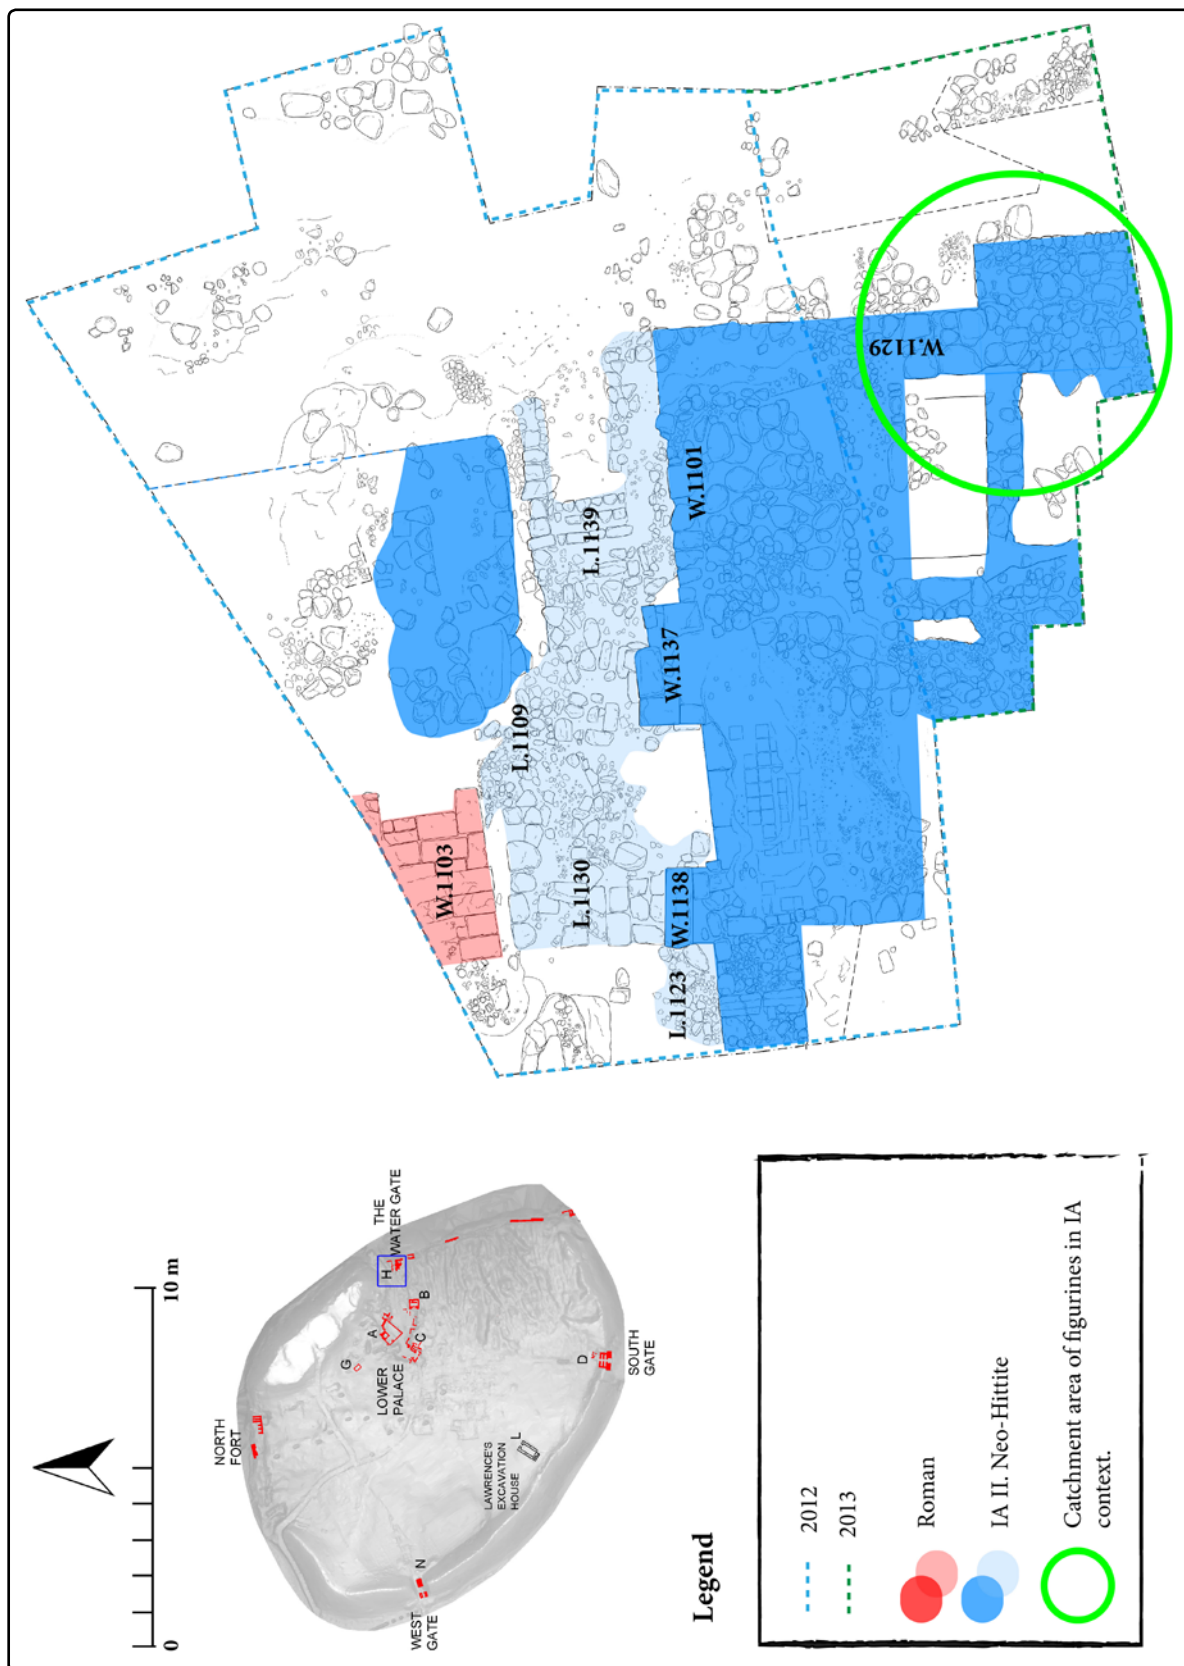 0
10 m
NORTH
FORT
G
A
LOWER
PALACE
C
B
H
THE
WATER GATE
WEST
GATE
N
LAWRENCE'S
EXCAVATION
HOUSE
L
D
SOUTH
GATE
W.1103
L.1109
L.1130
L.1139
W.1101
W.1137
W.1138
L.1123
W.1129
Legend
2012
2013
Roman
IA II. Neo-Hittite
Catchment area of figurines in IA
context.